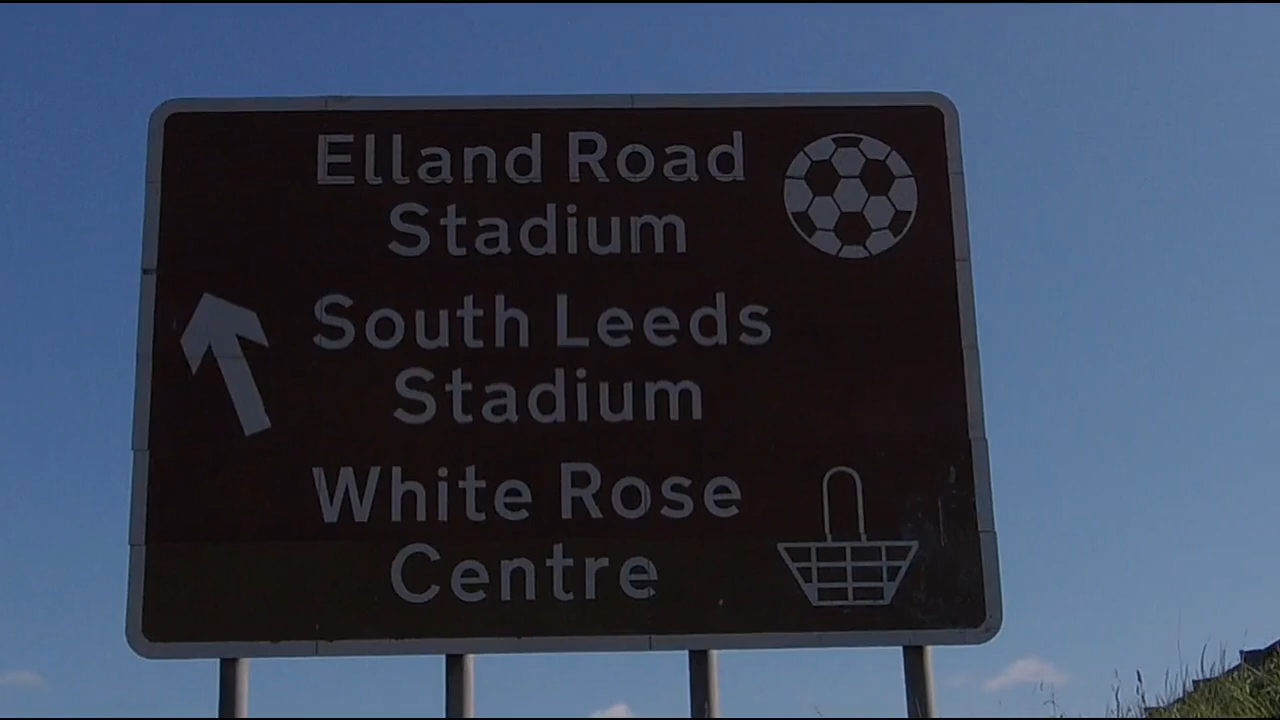 Elland Road
Stadium
South Leeds
Stadium
White Rose
Centre